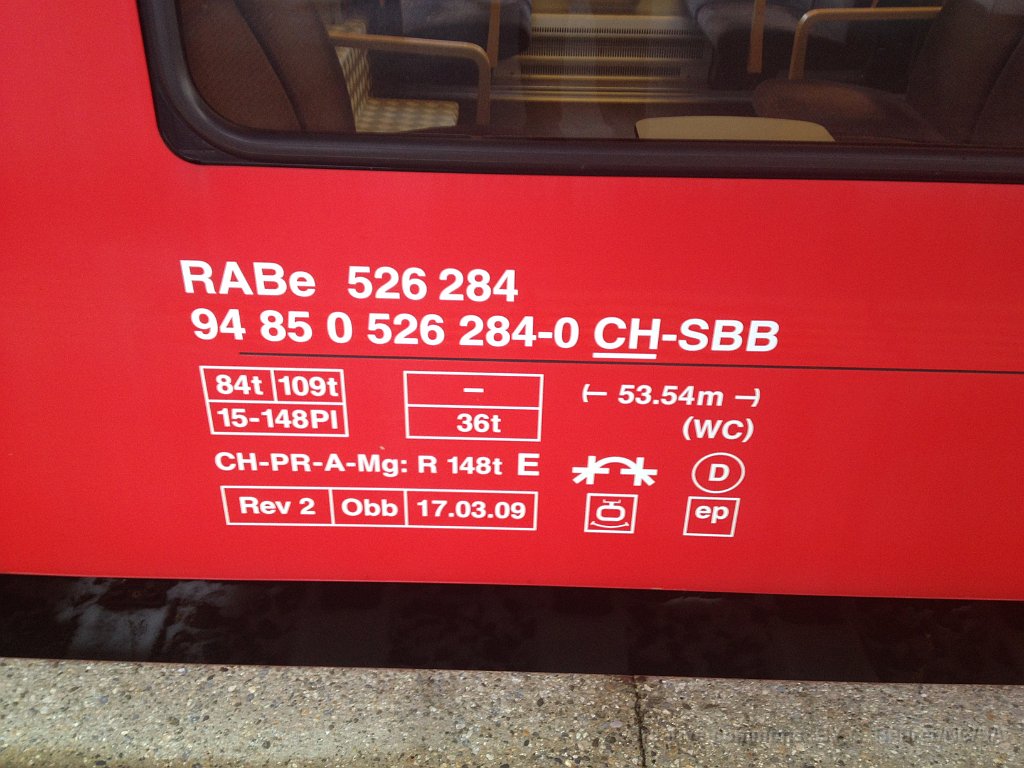 RABe 526 284
94 85 0 526 284-0 CH-SBB
84t 109t
15-148Pl
–
36t
53.54m
(WC)
CH-PR-A-Mg: R 148t E
D
Rev 2 Obb 17.03.09
ep